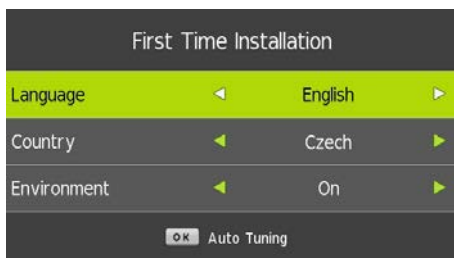 First Time Installation
Language English
Country Czech
Environment On
OK Auto Tuning